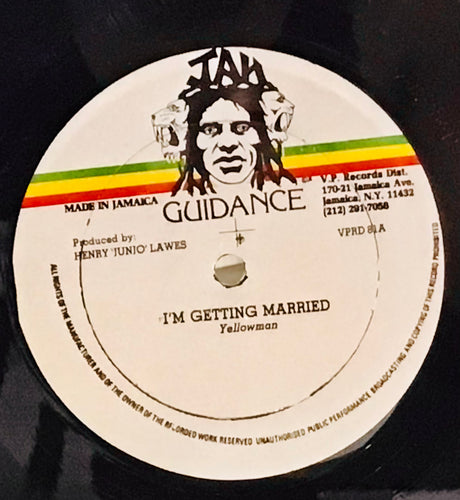 JAH
GUIDANCE
MADE IN JAMAICA
V.P. Records Dist.
170-21 Jamaica Ave.
Jamaica, N.Y. 11432
(212) 291-7058
Produced by:
HENRY 'JUNJO' LAWES
VPRD 81A
I'M GETTING MARRIED
Yellowman
ALL RIGHTS OF THE MANUFACTURER AND OF THE OWNER OF THE RECORDED WORK RESERVED UNAUTHORISED PUBLIC PERFORMANCE BROADCASTING AND COPYING OF THIS RECORD PROHIBITED